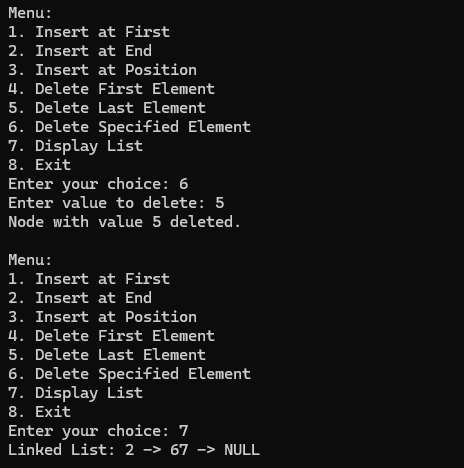 Menu:
1. Insert at First
2. Insert at End
3. Insert at Position
4. Delete First Element
5. Delete Last Element
6. Delete Specified Element
7. Display List
8. Exit
Enter your choice: 6
Enter value to delete: 5
Node with value 5 deleted.

Menu:
1. Insert at First
2. Insert at End
3. Insert at Position
4. Delete First Element
5. Delete Last Element
6. Delete Specified Element
7. Display List
8. Exit
Enter your choice: 7
Linked List: 2 -> 67 -> NULL